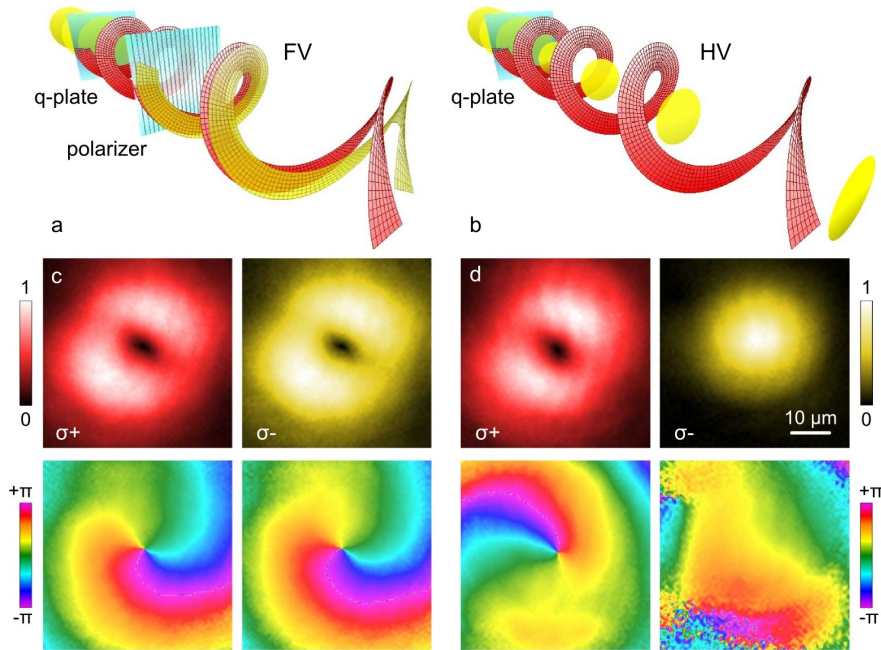 FV
HV
q-plate
q-plate
polarizer
a
b
c
d
1
1
0
0
σ+
σ-
σ+
σ-
10 μm
+π
+π
-π
-π